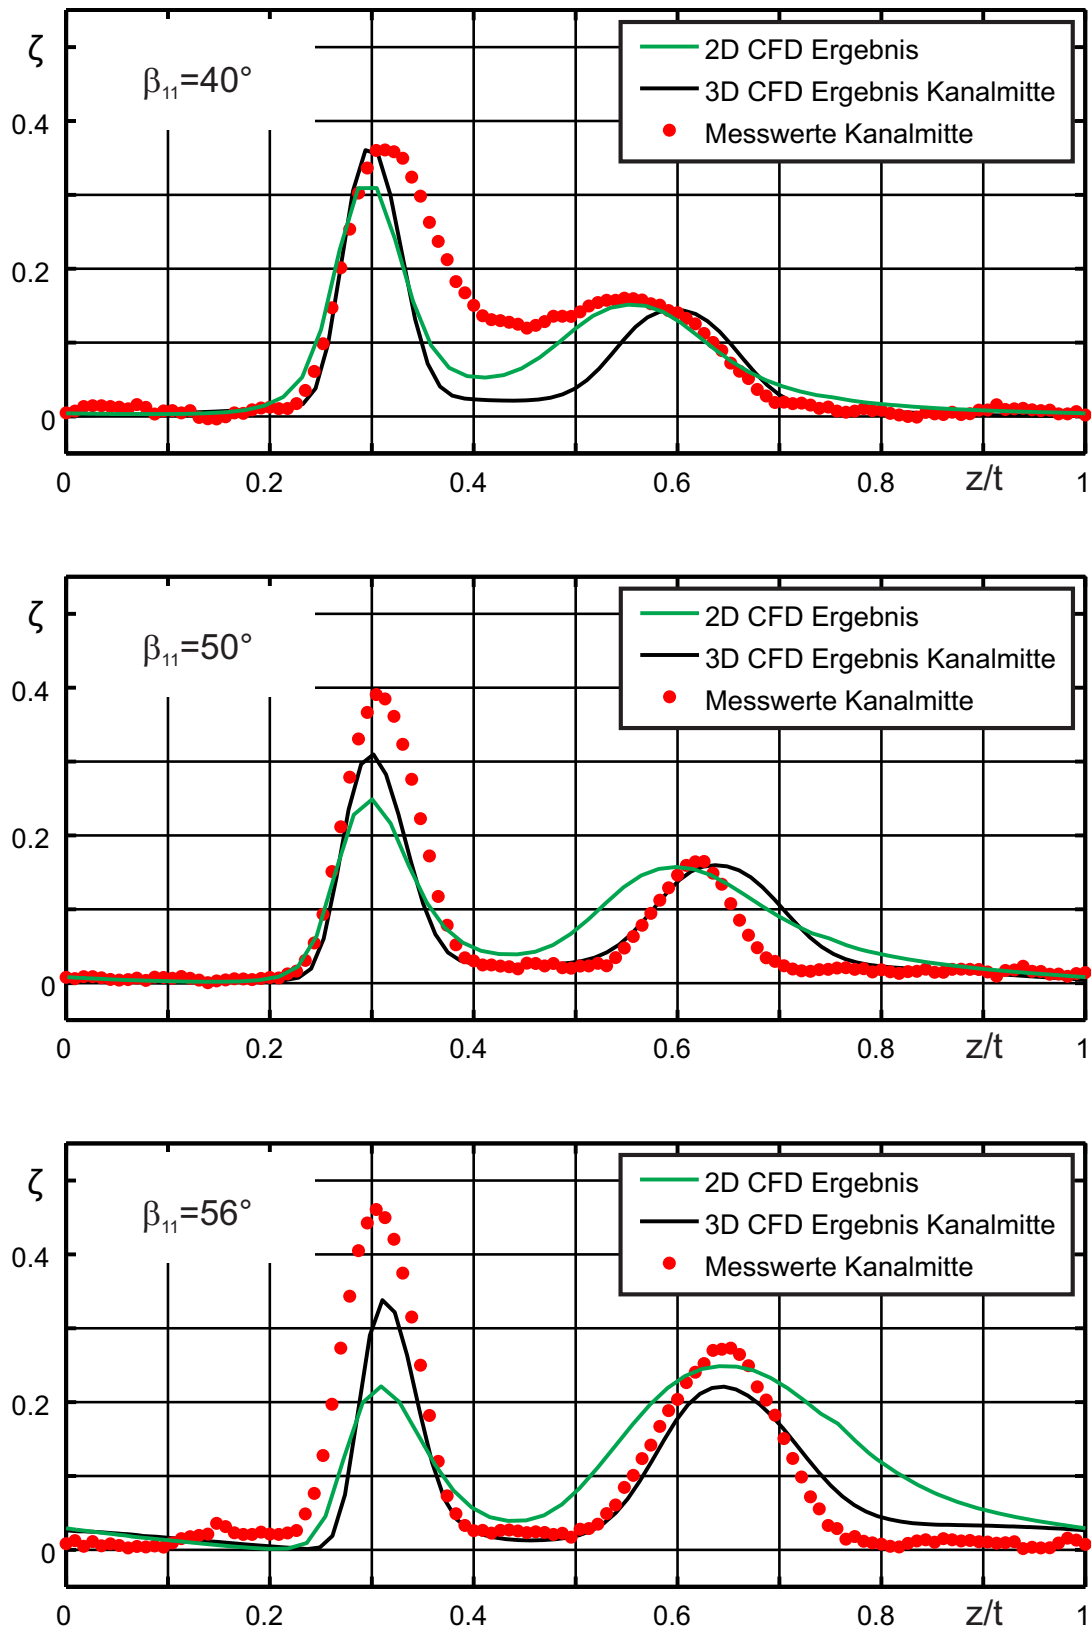 ζ
β₁₁=40°
2D CFD Ergebnis
3D CFD Ergebnis Kanalmitte
Messwerte Kanalmitte
0.4
0.2
0
0 0.2 0.4 0.6 0.8 z/t 1
ζ
β₁₁=50°
2D CFD Ergebnis
3D CFD Ergebnis Kanalmitte
Messwerte Kanalmitte
0.4
0.2
0
0 0.2 0.4 0.6 0.8 z/t 1
ζ
β₁₁=56°
2D CFD Ergebnis
3D CFD Ergebnis Kanalmitte
Messwerte Kanalmitte
0.4
0.2
0
0 0.2 0.4 0.6 0.8 z/t 1